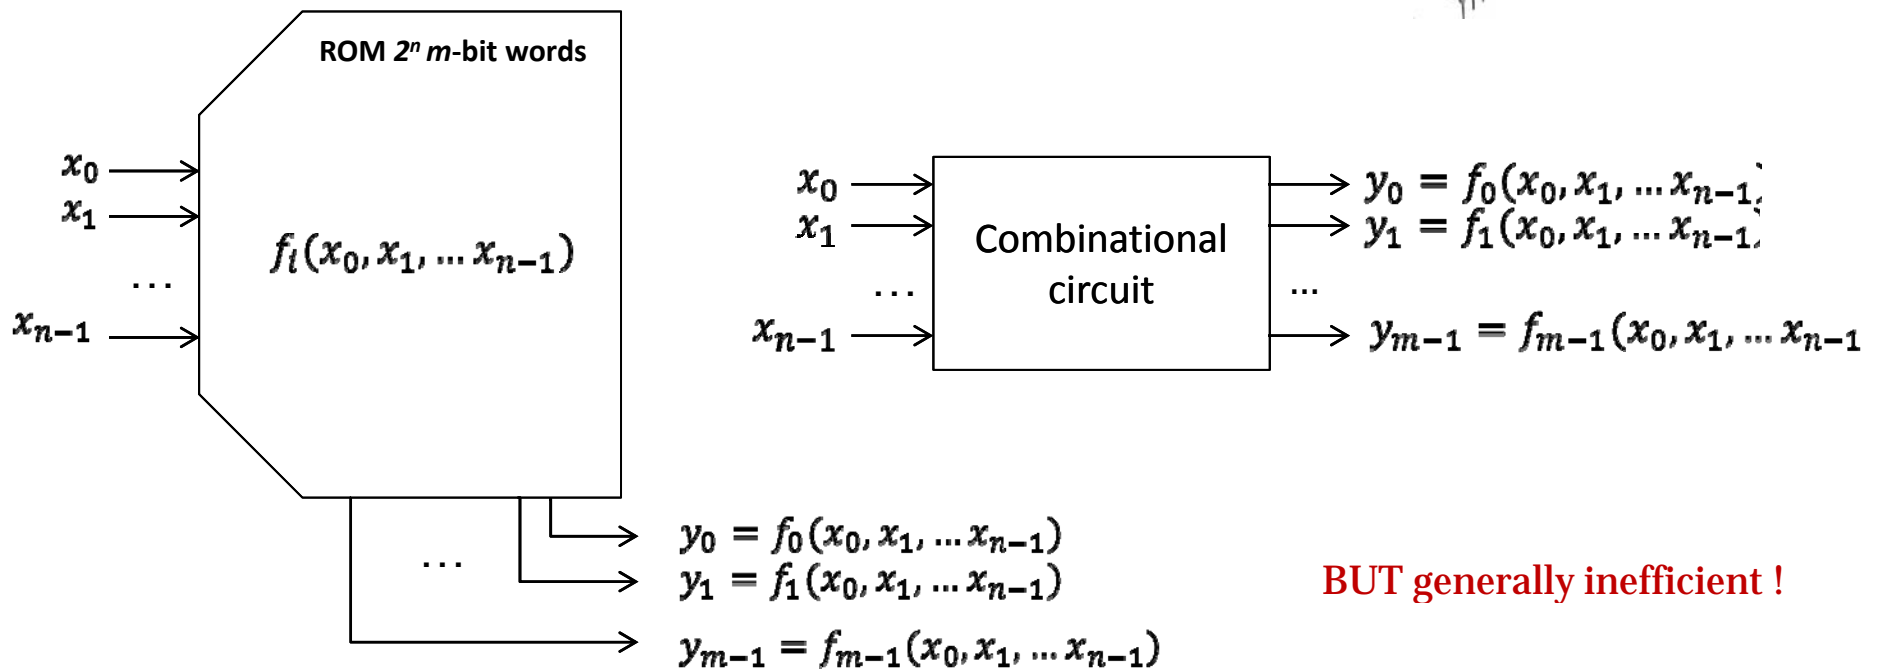 ROM 2ⁿ m-bit words
x₀
x₁
...
xₙ₋₁
fᵢ(x₀, x₁, ... xₙ₋₁)
...
y₀ = f₀(x₀, x₁, ... xₙ₋₁)
y₁ = f₁(x₀, x₁, ... xₙ₋₁)
yₘ₋₁ = fₘ₋₁(x₀, x₁, ... xₙ₋₁)
x₀
x₁
...
xₙ₋₁
Combinational
circuit
y₀ = f₀(x₀, x₁, ... xₙ₋₁
y₁ = f₁(x₀, x₁, ... xₙ₋₁
...
yₘ₋₁ = fₘ₋₁(x₀, x₁, ... xₙ₋₁
BUT generally inefficient !